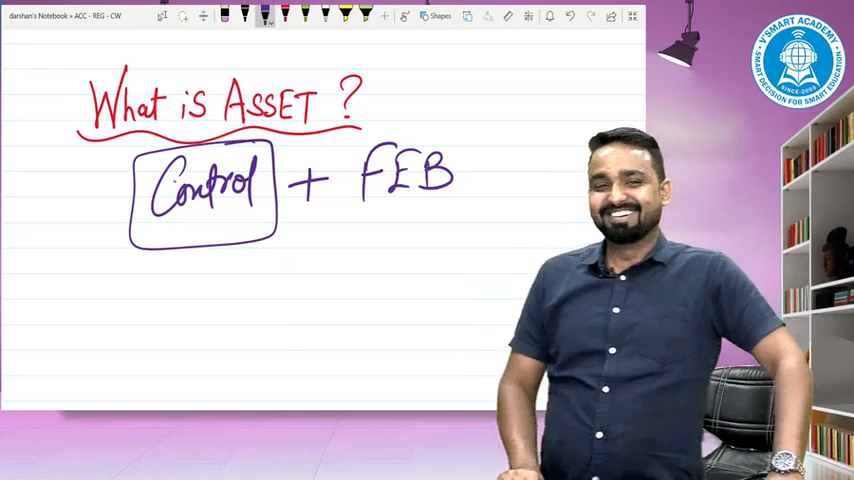 darshan's Notebook » ACC - REG - CW
Shapes
What is ASSET ?
Control + FEB
V'SMART ACADEMY
SMART DECISION FOR SMART EDUCATION
SINCE-2005